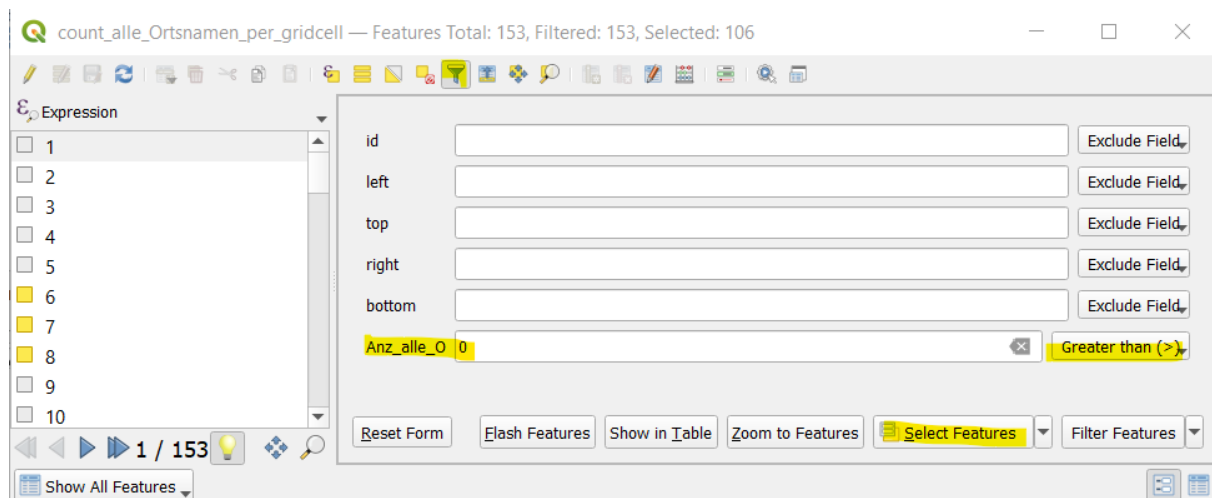 count_alle_Ortsnamen_per_gridcell — Features Total: 153, Filtered: 153, Selected: 106
Expression
1
2
3
4
5
6
7
8
9
10
1 / 153
id Exclude Field
left Exclude Field
top Exclude Field
right Exclude Field
bottom Exclude Field
Anz_alle_O 0 Greater than (>)
Reset Form Flash Features Show in Table Zoom to Features Select Features Filter Features
Show All Features